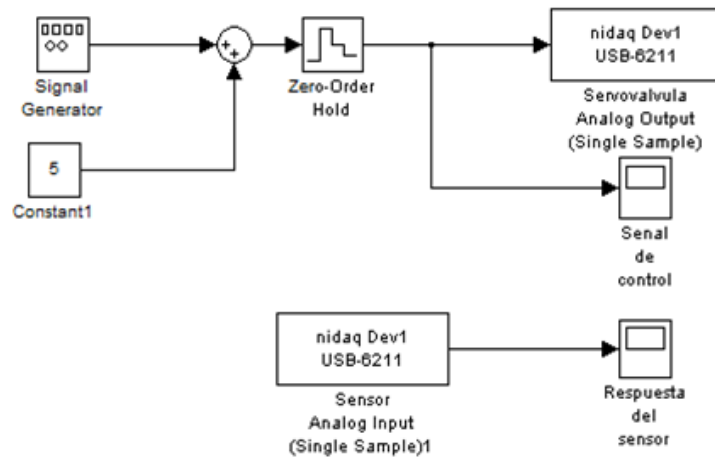 nidaq Dev1
USB-6211
Signal
Generator
Zero-Order
Hold
Servovalvula
Analog Output
(Single Sample)
5
Constant1
Senal
de
control
nidaq Dev1
USB-6211
Sensor
Analog Input
(Single Sample)1
Respuesta
del
sensor